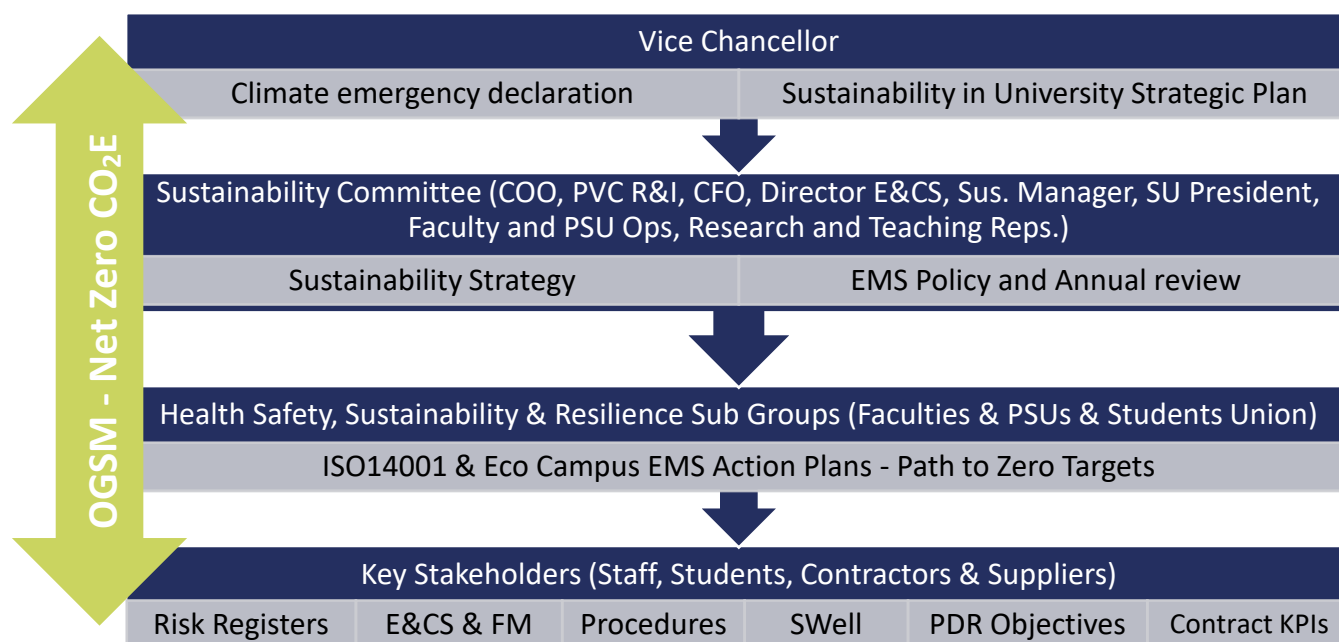 OGSM - Net Zero CO₂E
Vice Chancellor
Climate emergency declaration
Sustainability in University Strategic Plan
Sustainability Committee (COO, PVC R&I, CFO, Director E&CS, Sus. Manager, SU President,
Faculty and PSU Ops, Research and Teaching Reps.)
Sustainability Strategy
EMS Policy and Annual review
Health Safety, Sustainability & Resilience Sub Groups (Faculties & PSUs & Students Union)
ISO14001 & Eco Campus EMS Action Plans - Path to Zero Targets
Key Stakeholders (Staff, Students, Contractors & Suppliers)
Risk Registers
E&CS & FM
Procedures
SWell
PDR Objectives
Contract KPIs